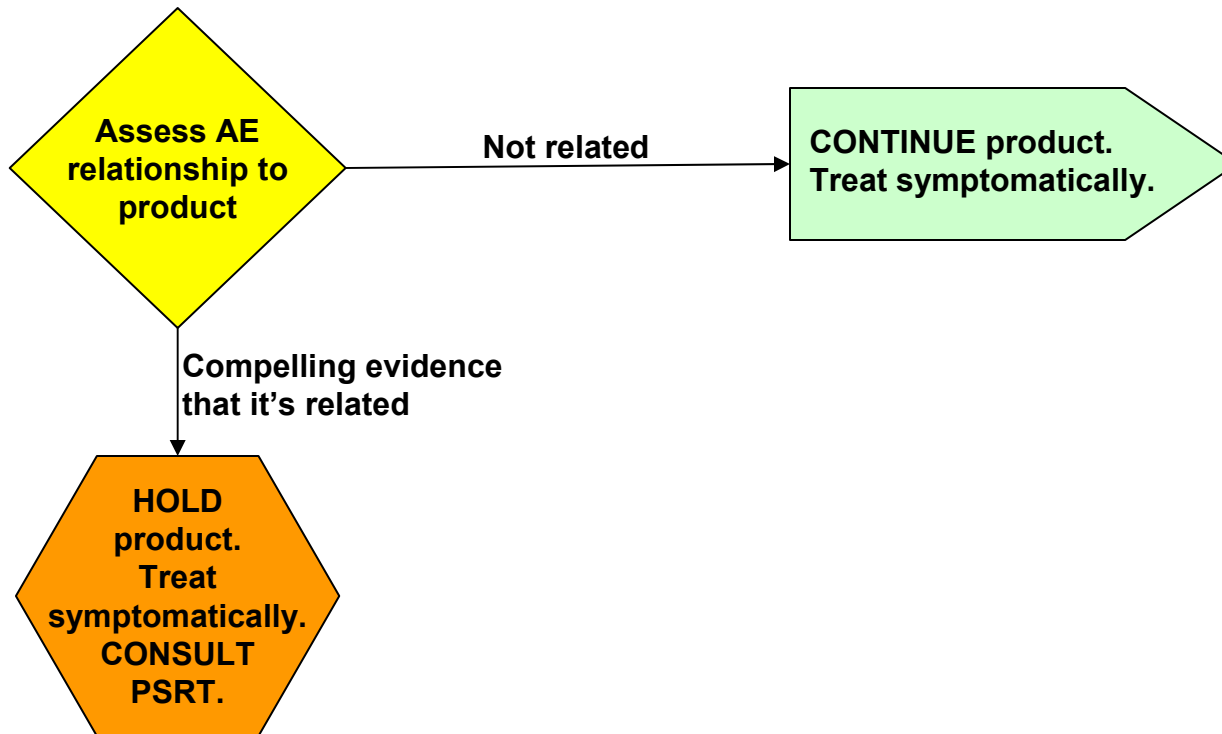 Assess AE
relationship to
product
Not related
CONTINUE product.
Treat symptomatically.
Compelling evidence
that it’s related
HOLD
product.
Treat
symptomatically.
CONSULT
PSRT.